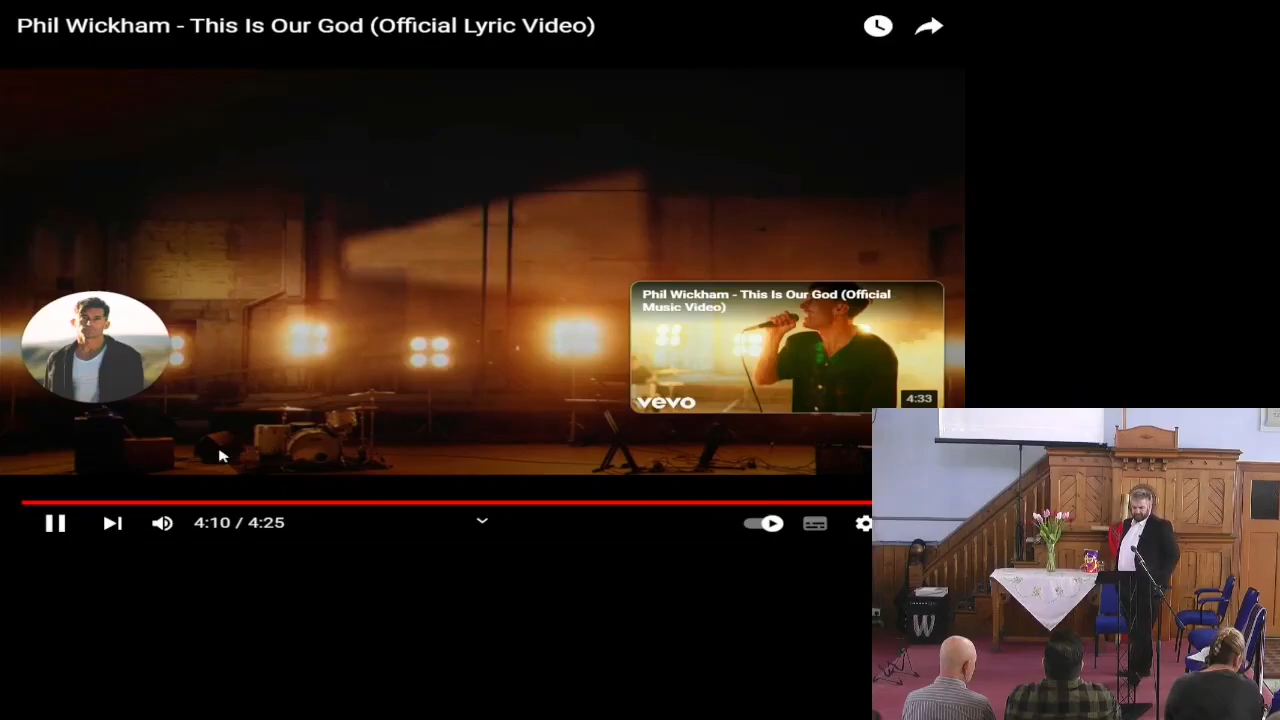 Phil Wickham - This Is Our God (Official Lyric Video)
Phil Wickham - This Is Our God (Official
Music Video)
vevo
4:33
4:10 / 4:25
W